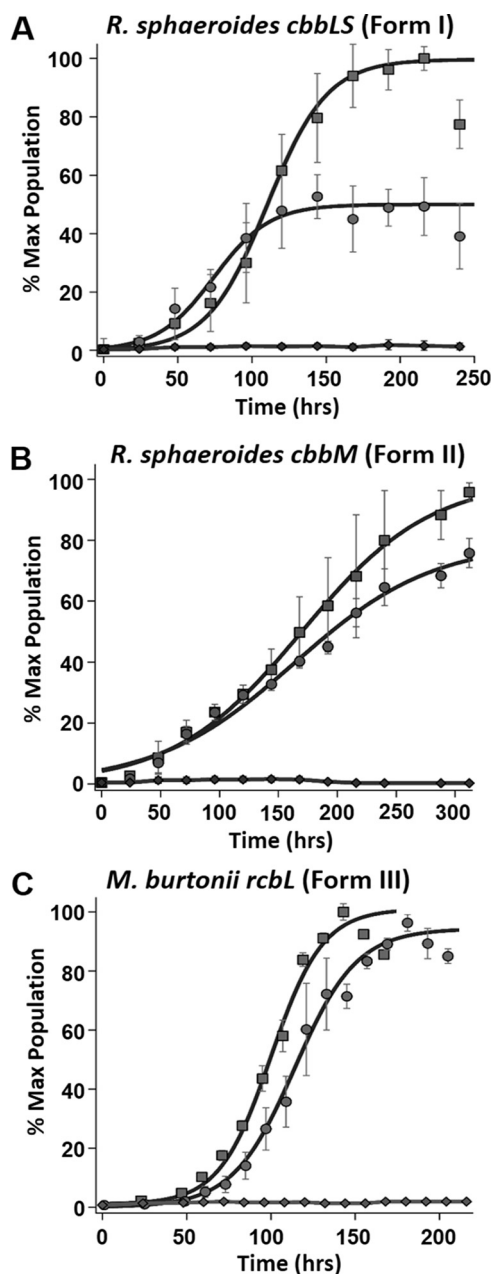 A
R. sphaeroides cbbLS (Form I)
100
80
60
40
20
0
% Max Population
0 50 100 150 200 250
Time (hrs)
B
R. sphaeroides cbbM (Form II)
100
80
60
40
20
0
% Max Population
0 50 100 150 200 250 300
Time (hrs)
C
M. burtonii rcbL (Form III)
100
80
60
40
20
0
% Max Population
0 50 100 150 200
Time (hrs)